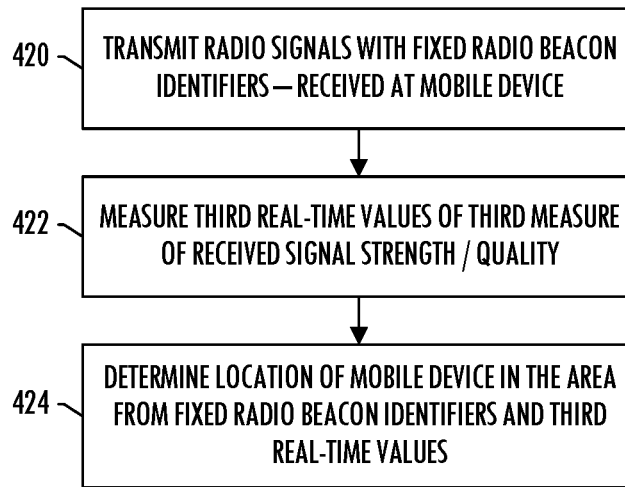 420
TRANSMIT RADIO SIGNALS WITH FIXED RADIO BEACON
IDENTIFIERS – RECEIVED AT MOBILE DEVICE
422
MEASURE THIRD REAL-TIME VALUES OF THIRD MEASURE
OF RECEIVED SIGNAL STRENGTH / QUALITY
424
DETERMINE LOCATION OF MOBILE DEVICE IN THE AREA
FROM FIXED RADIO BEACON IDENTIFIERS AND THIRD
REAL-TIME VALUES